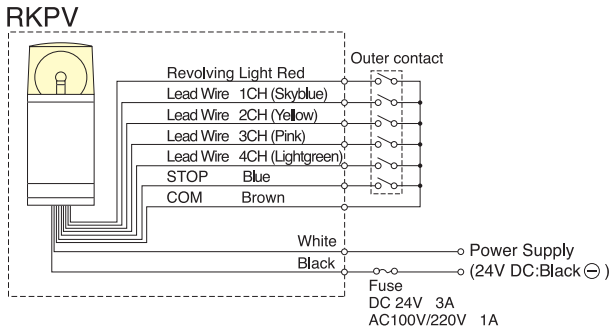 RKPV
Outer contact
Revolving Light Red
Lead Wire 1CH (Skyblue)
Lead Wire 2CH (Yellow)
Lead Wire 3CH (Pink)
Lead Wire 4CH (Lightgreen)
STOP Blue
COM Brown
White
Power Supply
Black
(24V DC:Black ⊖ )
Fuse
DC 24V 3A
AC100V/220V 1A